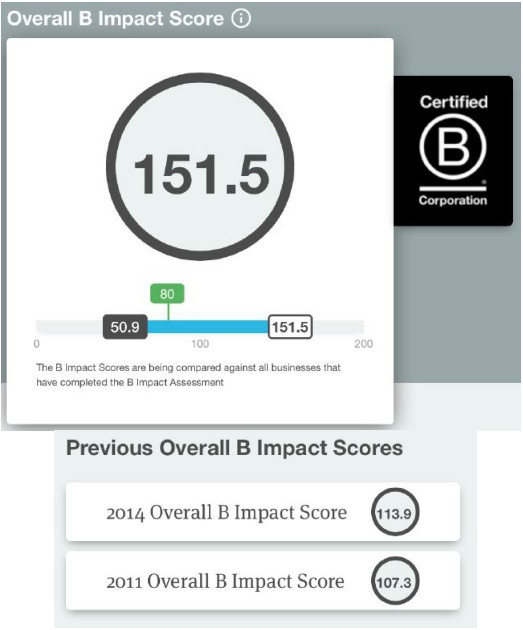 Overall B Impact Score
151.5
Certified
B
Corporation
80
50.9
151.5
0
100
200
The B Impact Scores are being compared against all businesses that
have completed the B Impact Assessment
Previous Overall B Impact Scores
2014 Overall B Impact Score 113.9
2011 Overall B Impact Score 107.3